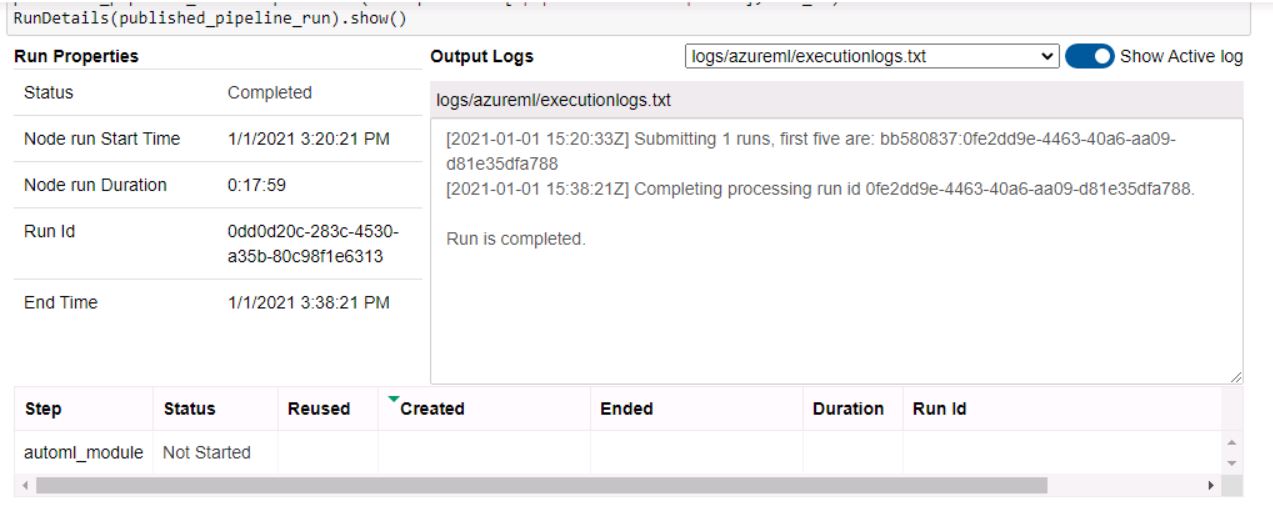 RunDetails(published_pipeline_run).show()
Run Properties
Status Completed
Node run Start Time 1/1/2021 3:20:21 PM
Node run Duration 0:17:59
Run Id 0dd0d20c-283c-4530-
a35b-80c98f1e6313
End Time 1/1/2021 3:38:21 PM
Output Logs logs/azureml/executionlogs.txt Show Active log
logs/azureml/executionlogs.txt
[2021-01-01 15:20:33Z] Submitting 1 runs, first five are: bb580837:0fe2dd9e-4463-40a6-aa09-
d81e35dfa788
[2021-01-01 15:38:21Z] Completing processing run id 0fe2dd9e-4463-40a6-aa09-d81e35dfa788.
Run is completed.
Step Status Reused Created Ended Duration Run Id
automl_module Not Started